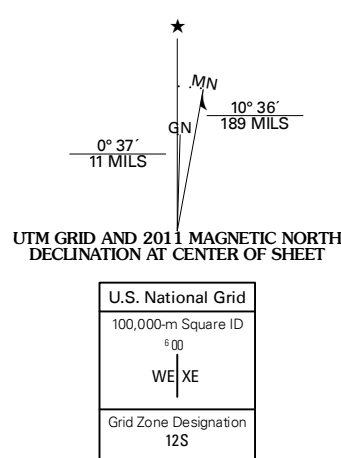 ★
MN
GN
10° 36´
189 MILS
0° 37´
11 MILS
UTM GRID AND 2011 MAGNETIC NORTH
DECLINATION AT CENTER OF SHEET
U.S. National Grid
100,000-m Square ID
⁶00
WE XE
Grid Zone Designation
12S